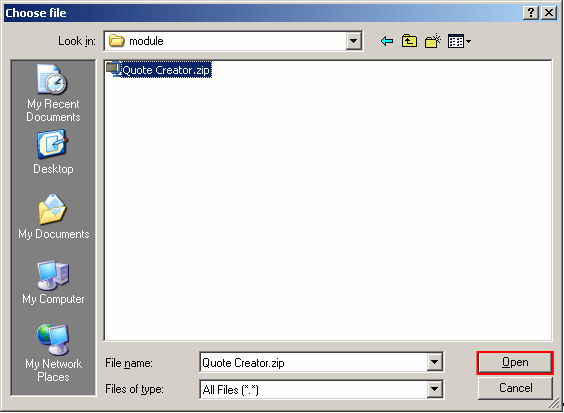 Choose file
Look in: module
Quote Creator.zip
My Recent
Documents
Desktop
My Documents
My Computer
My Network
Places
File name: Quote Creator.zip Open
Files of type: All Files (*.*) Cancel